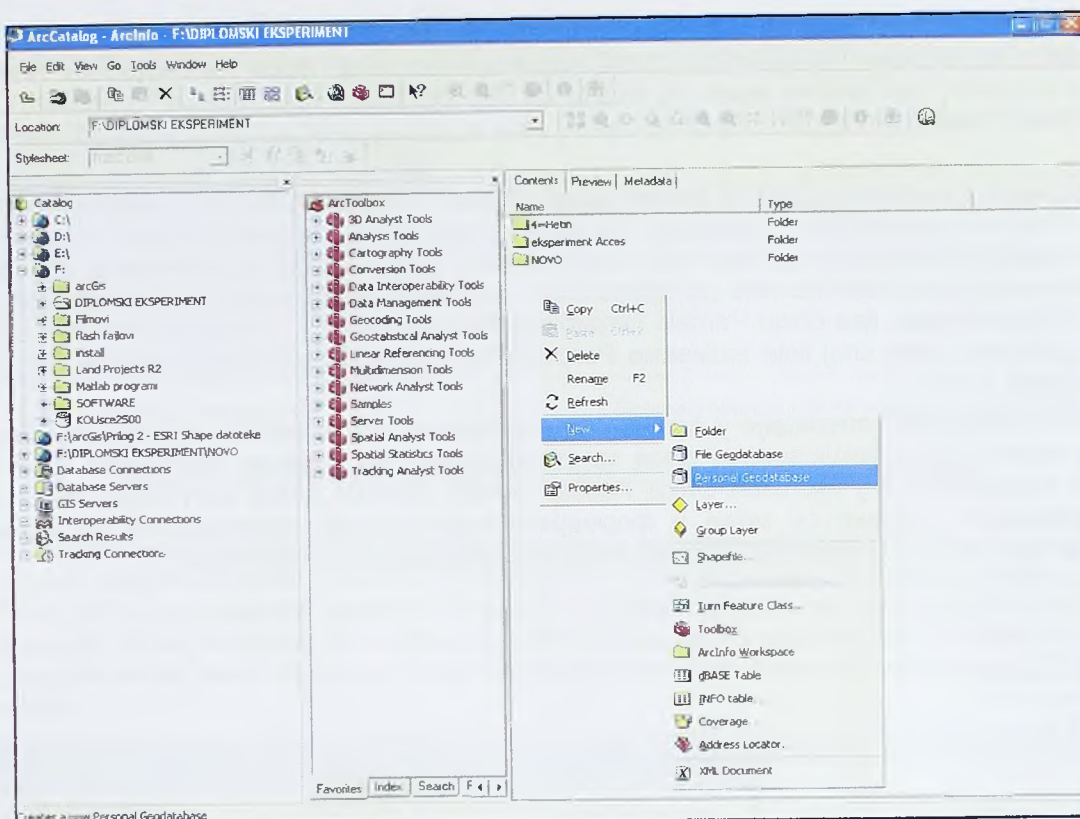 ArcCatalog - ArcInfo - F:\DIPLOMSKI EKSPERIMENT
File Edit View Go Tools Window Help
Location: F:\DIPLOMSKI EKSPERIMENT
Stylesheet:
Contents Preview Metadata
Name Type
eksperiment Acces Folder
NOVO Folder
Folder
Catalog
C:\
D:\
E:\
F:
arcGis
DIPLOMSKI EKSPERIMENT
Filmovi
flash fajlovi
install
Land Projects R2
Matlab programi
SOFTWARE
KOUsce2500
F:\arcGis\Prilog 2 - ESRI Shape datoteke
F:\DIPLOMSKI EKSPERIMENT\NOVO
Database Connections
Database Servers
GIS Servers
Interoperability Connections
Search Results
Tracking Connections
ArcToolbox
3D Analyst Tools
Analysis Tools
Cartography Tools
Conversion Tools
Data Interoperability Tools
Data Management Tools
Geocoding Tools
Geostatistical Analyst Tools
Linear Referencing Tools
Multidimension Tools
Network Analyst Tools
Samples
Server Tools
Spatial Analyst Tools
Spatial Statistics Tools
Tracking Analyst Tools
Favorites Index Search
Copy Ctrl+C
Paste Ctrl+V
Delete
Rename F2
Refresh
New
Search...
Properties...
Folder
File Geodatabase
Personal Geodatabase
Layer...
Group Layer
Shapefile...
Turn Feature Class...
Toolbox
ArcInfo Workspace
dBASE Table
INFO table...
Coverage
Address Locator.
XML Document
Creates a new Personal Geodatabase